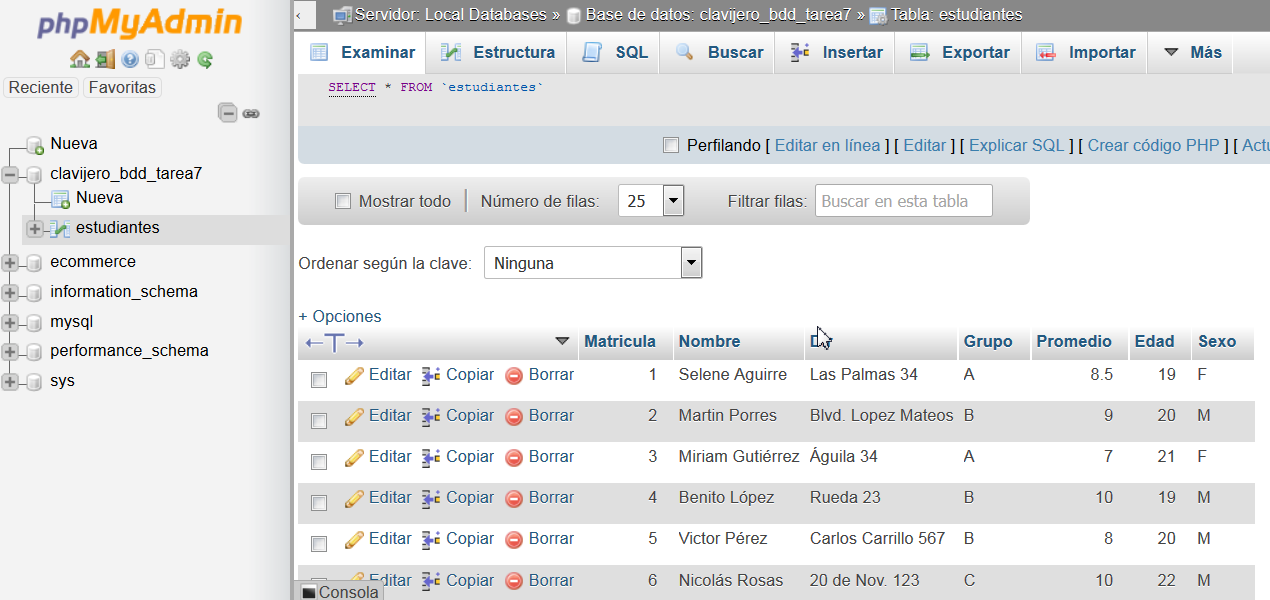 phpMyAdmin
Reciente Favoritas
Nueva
clavijero_bdd_tarea7
Nueva
estudiantes
ecommerce
information_schema
mysql
performance_schema
sys
Servidor: Local Databases » Base de datos: clavijero_bdd_tarea7 » Tabla: estudiantes
Examinar Estructura SQL Buscar Insertar Exportar Importar Más
SELECT * FROM `estudiantes`
Perfilando [ Editar en línea ] [ Editar ] [ Explicar SQL ] [ Crear código PHP ] [
Mostrar todo Número de filas: 25 Filtrar filas: Buscar en esta tabla
Ordenar según la clave: Ninguna
+ Opciones
←T→ Matricula Nombre Grupo Promedio Edad Sexo
Editar Copiar Borrar 1 Selene Aguirre Las Palmas 34 A 8.5 19 F
Editar Copiar Borrar 2 Martin Porres Blvd. Lopez Mateos B 9 20 M
Editar Copiar Borrar 3 Miriam Gutiérrez Águila 34 A 7 21 F
Editar Copiar Borrar 4 Benito López Rueda 23 B 10 19 M
Editar Copiar Borrar 5 Victor Pérez Carlos Carrillo 567 B 8 20 M
Editar Copiar Borrar 6 Nicolás Rosas 20 de Nov. 123 C 10 22 M
Consola